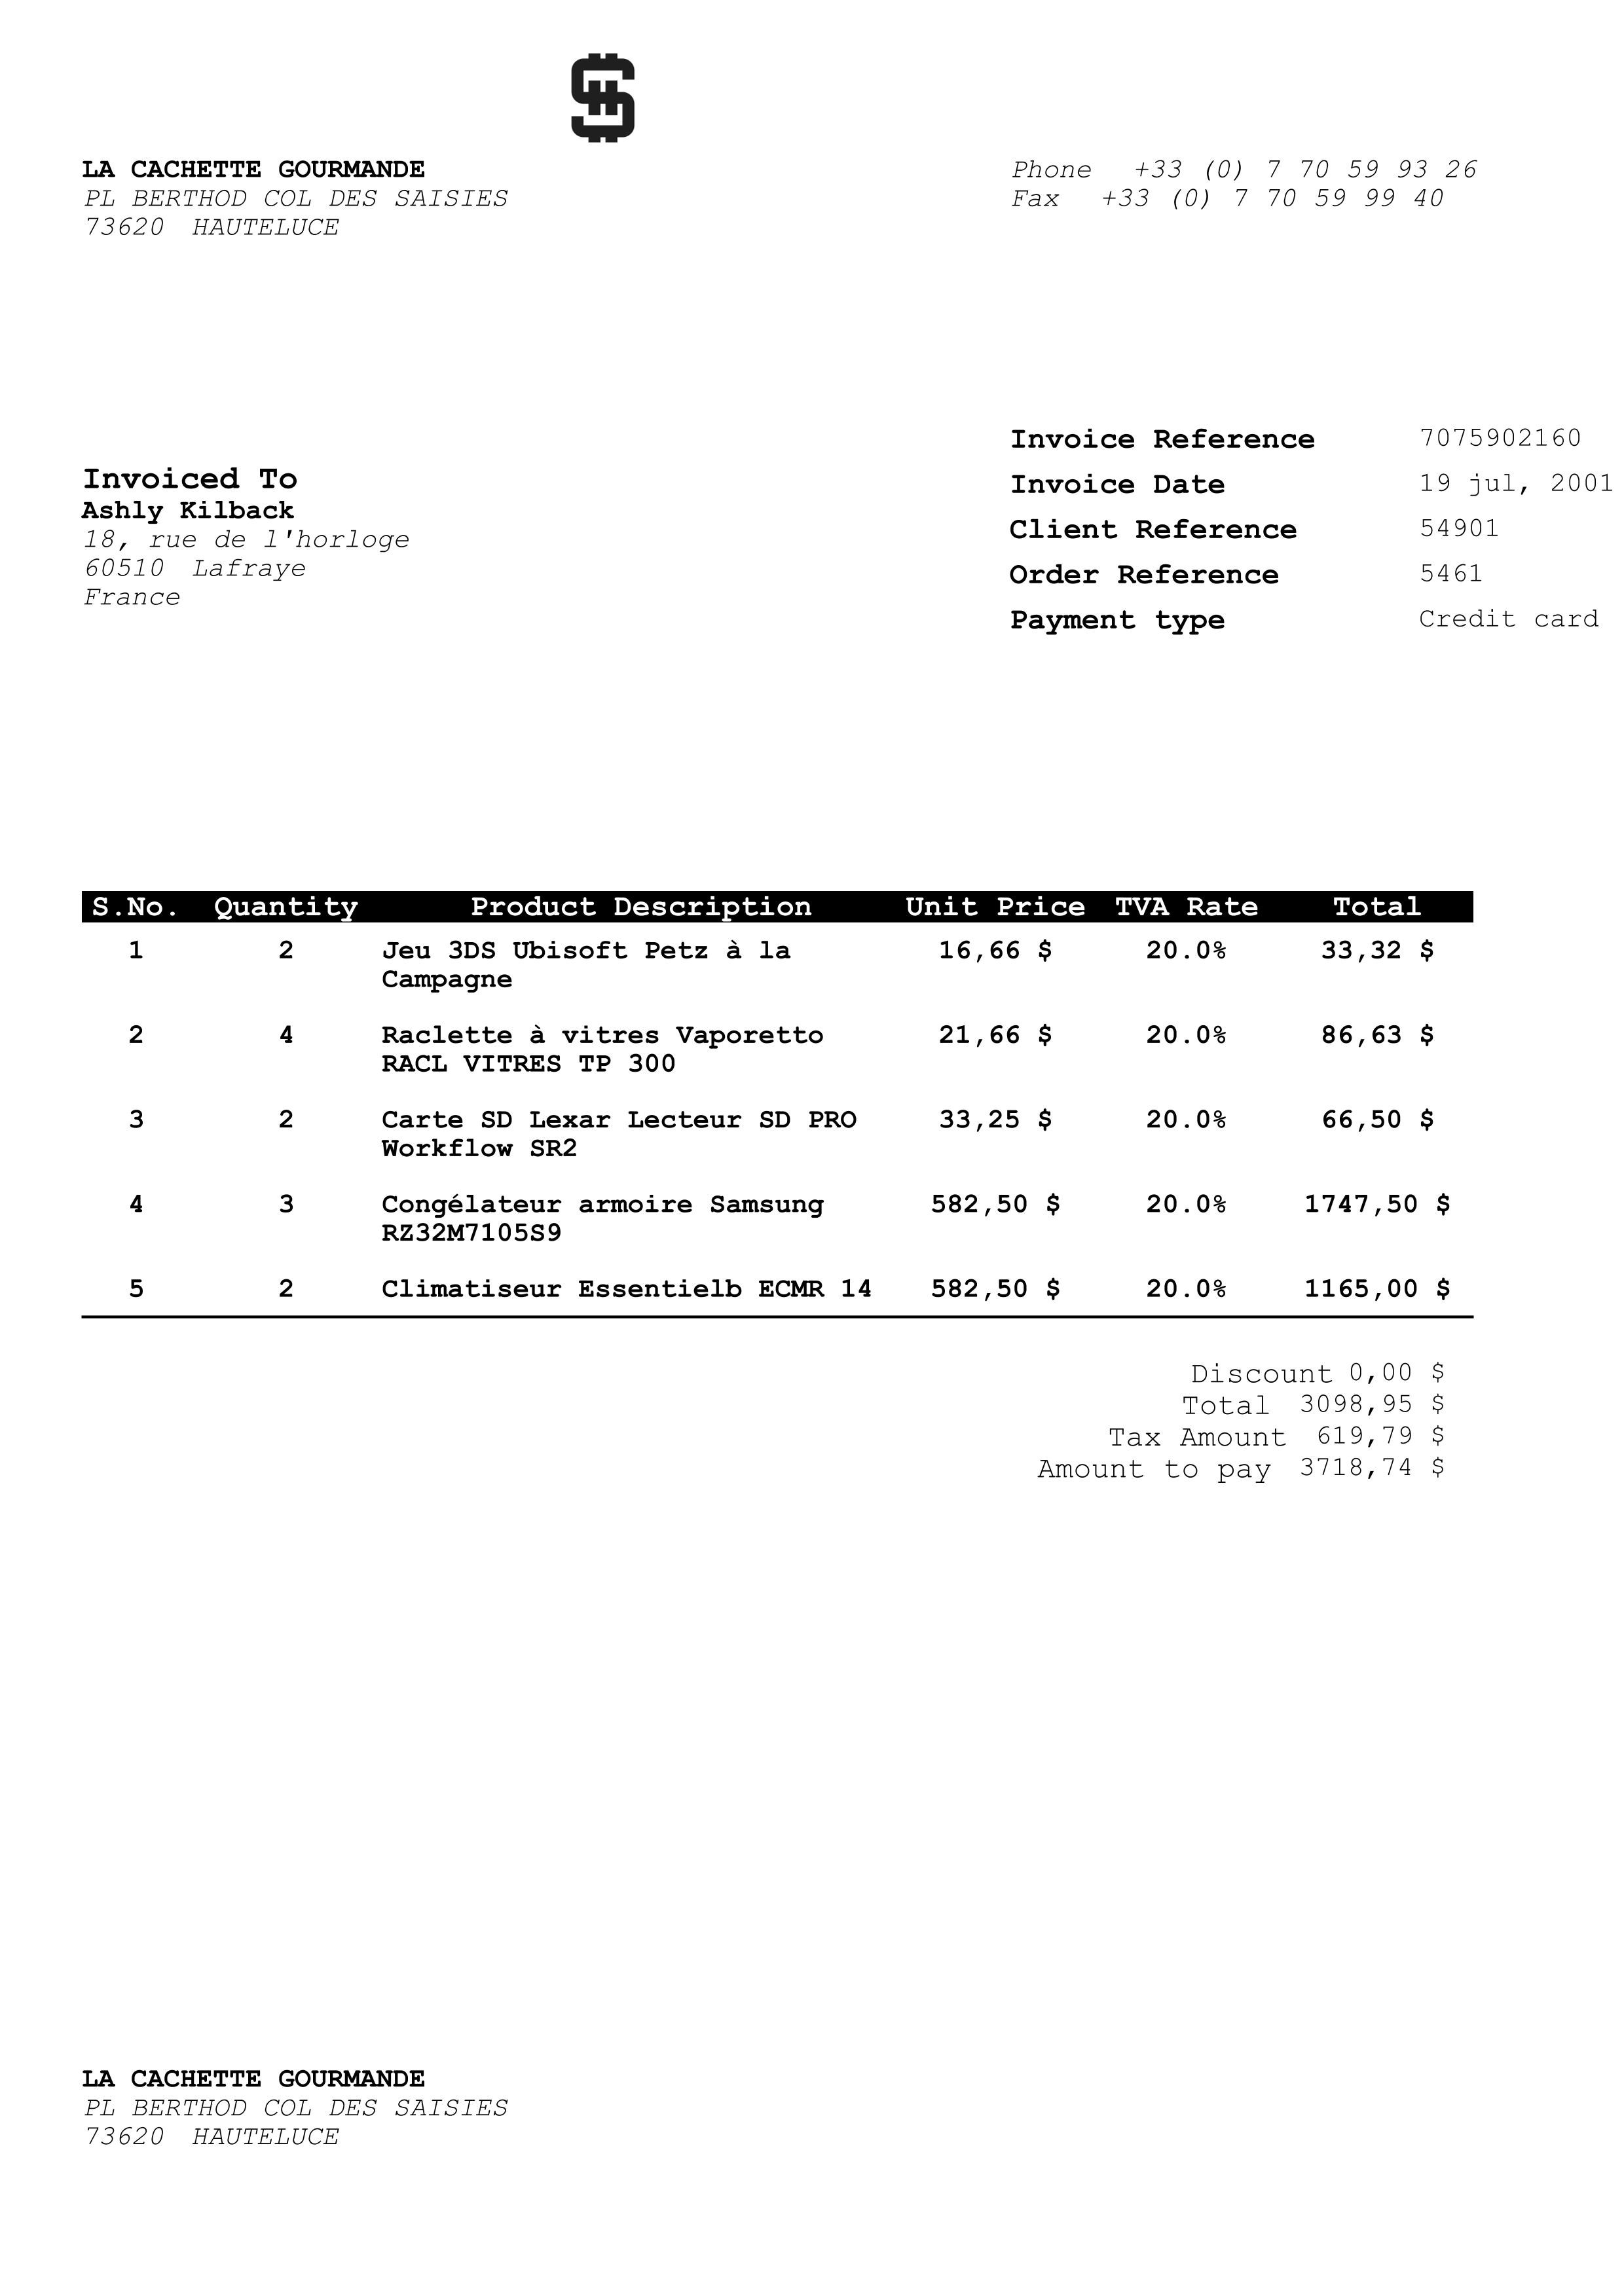 LA CACHETTE GOURMANDE
PL BERTHOD COL DES SAISIES
73620 HAUTELUCE
Phone +33 (0) 7 70 59 93 26
Fax +33 (0) 7 70 59 99 40
Invoiced To
Ashly Kilback
18, rue de l'horloge
60510 Lafraye
France
Invoice Reference 7075902160
Invoice Date 19 jul, 2001
Client Reference 54901
Order Reference 5461
Payment type Credit card
S.No. Quantity Product Description Unit Price TVA Rate Total
1 2 Jeu 3DS Ubisoft Petz à la 16,66 $ 20.0% 33,32 $
Campagne
2 4 Raclette à vitres Vaporetto 21,66 $ 20.0% 86,63 $
RACL VITRES TP 300
3 2 Carte SD Lexar Lecteur SD PRO 33,25 $ 20.0% 66,50 $
Workflow SR2
4 3 Congélateur armoire Samsung 582,50 $ 20.0% 1747,50 $
RZ32M7105S9
5 2 Climatiseur Essentielb ECMR 14 582,50 $ 20.0% 1165,00 $
Discount 0,00 $
Total 3098,95 $
Tax Amount 619,79 $
Amount to pay 3718,74 $
LA CACHETTE GOURMANDE
PL BERTHOD COL DES SAISIES
73620 HAUTELUCE